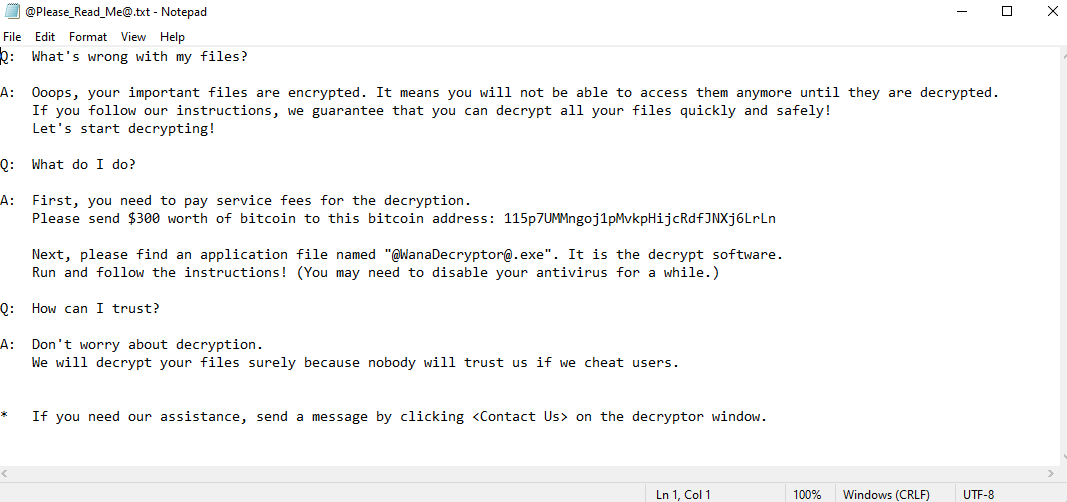 @Please_Read_Me@.txt - Notepad
File Edit Format View Help
Q: What's wrong with my files?
A: Ooops, your important files are encrypted. It means you will not be able to access them anymore until they are decrypted.
If you follow our instructions, we guarantee that you can decrypt all your files quickly and safely!
Let's start decrypting!
Q: What do I do?
A: First, you need to pay service fees for the decryption.
Please send $300 worth of bitcoin to this bitcoin address: 115p7UMMngoj1pMvkpHijcRdfJNXj6LrLn
Next, please find an application file named "@WanaDecryptor@.exe". It is the decrypt software.
Run and follow the instructions! (You may need to disable your antivirus for a while.)
Q: How can I trust?
A: Don't worry about decryption.
We will decrypt your files surely because nobody will trust us if we cheat users.
* If you need our assistance, send a message by clicking <Contact Us> on the decryptor window.
Ln 1, Col 1 100% Windows (CRLF) UTF-8